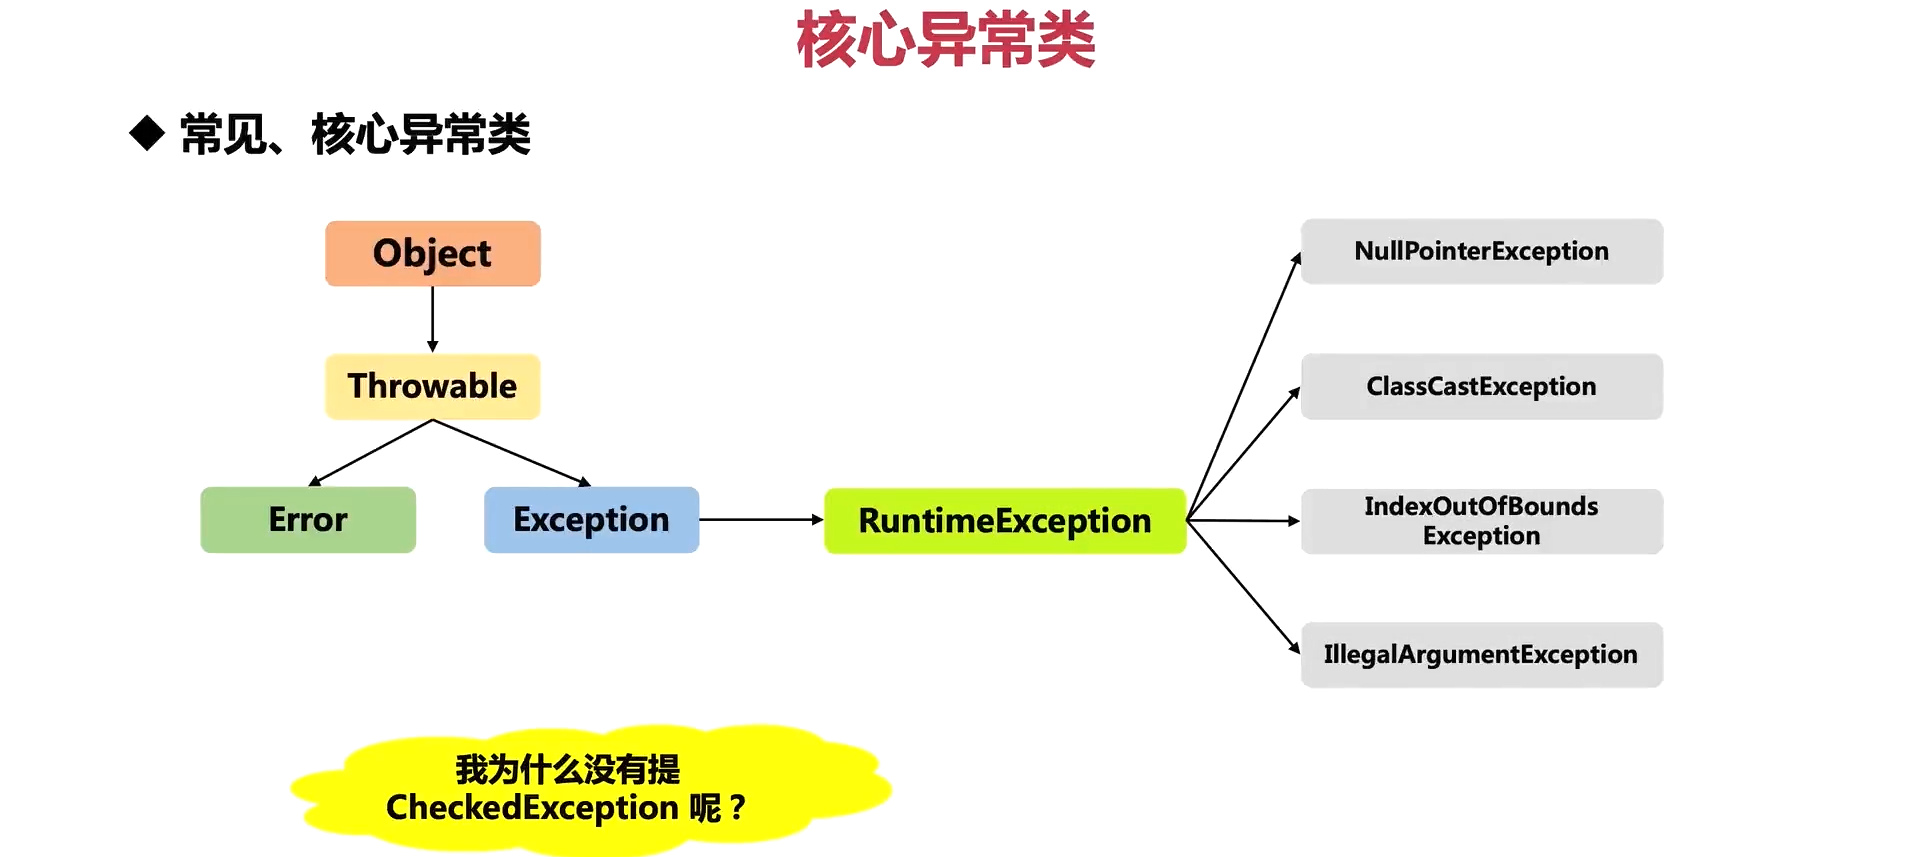 核心异常类
◆ 常见、核心异常类
Object
Throwable
Error
Exception
RuntimeException
NullPointerException
ClassCastException
IndexOutOfBounds
Exception
IllegalArgumentException
我为什么没有提
CheckedException 呢？